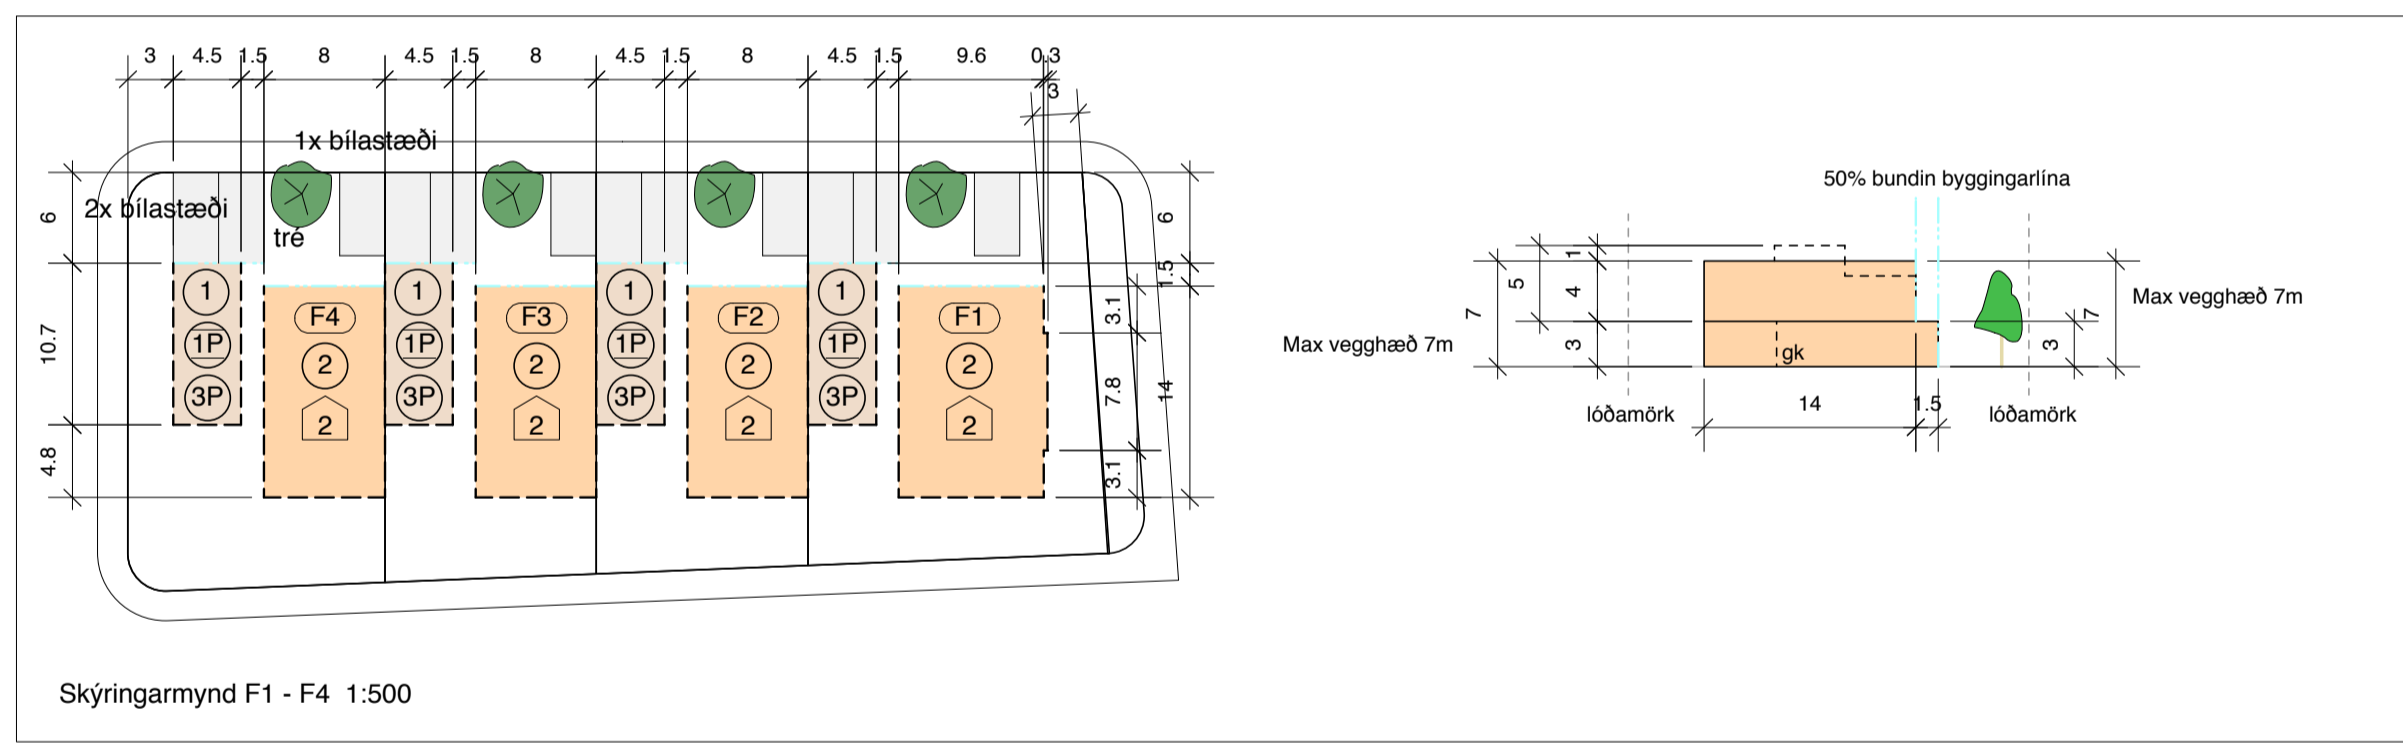 3 4.5 1.5 8 4.5 1.5 8 4.5 1.5 8 4.5 1.5 9.6 0.3
3
1x bílastæði
2x bílastæði
tré
6
10.7
4.8
1 1 1 1
1P 1P 1P 1P
3P 3P 3P 3P
F4 F3 F2 F1
2 2 2 2
2 2 2 2
6
1.5
3.1
7.8
14
3.1
Skýringarmynd F1 - F4 1:500
50% bundin byggingarlína
Max vegghæð 7m
Max vegghæð 7m
7
5
1
4
3
gk
3
7
lóðamörk
14
1.5
lóðamörk